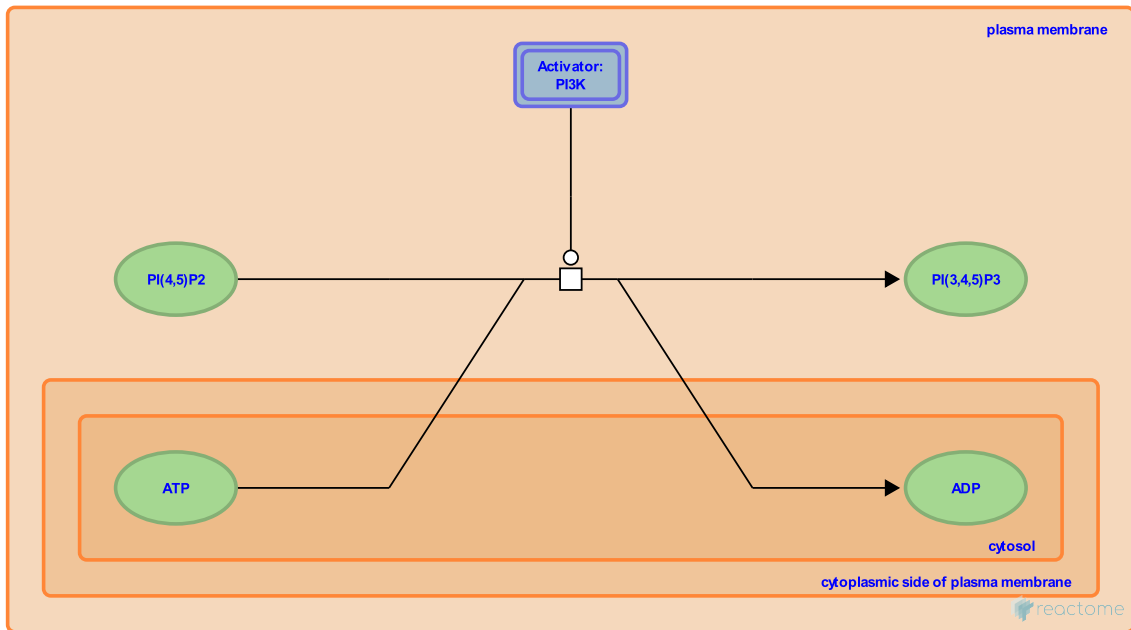 plasma membrane
Activator:
PI3K
PI(4,5)P2
PI(3,4,5)P3
ATP
ADP
cytosol
cytoplasmic side of plasma membrane
reactome